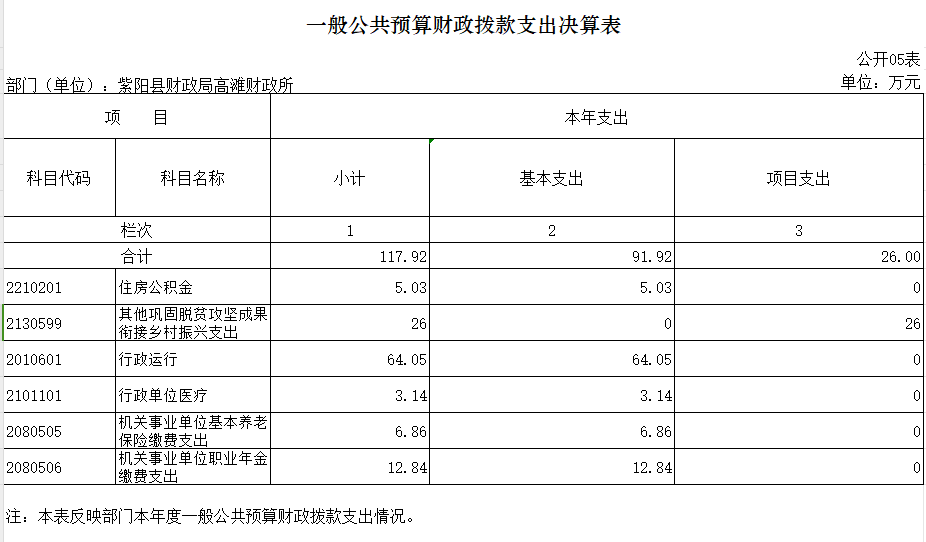 一般公共预算财政拨款支出决算表
公开05表
部门（单位）：紫阳县财政局高滩财政所
单位：万元
项 目 本年支出
科目代码 科目名称 小计 基本支出 项目支出
栏次 1 2 3
合计 117.92 91.92 26.00
2210201 住房公积金 5.03 5.03 0
2130599 其他巩固脱贫攻坚成果
衔接乡村振兴支出 26 0 26
2010601 行政运行 64.05 64.05 0
2101101 行政单位医疗 3.14 3.14 0
2080505 机关事业单位基本养老
保险缴费支出 6.86 6.86 0
2080506 机关事业单位职业年金
缴费支出 12.84 12.84 0
注：本表反映部门本年度一般公共预算财政拨款支出情况。